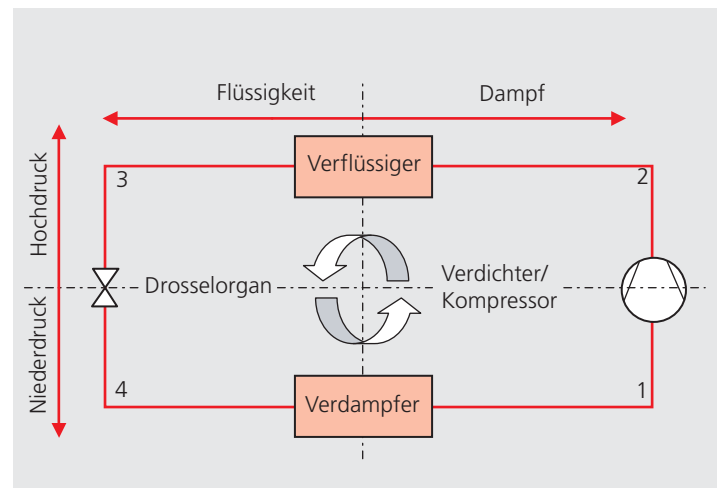 Flüssigkeit
Dampf
Hochdruck
Verflüssiger
3
2
Drosselorgan
Verdichter/
Kompressor
Niederdruck
4
Verdampfer
1